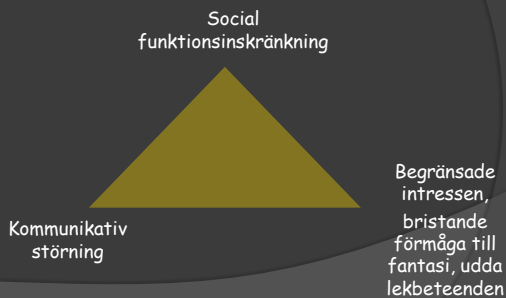 Social
funktionsinskränkning
Begränsade
intressen,
bristande
förmåga till
fantasi, udda
lekbeteenden
Kommunikativ
störning